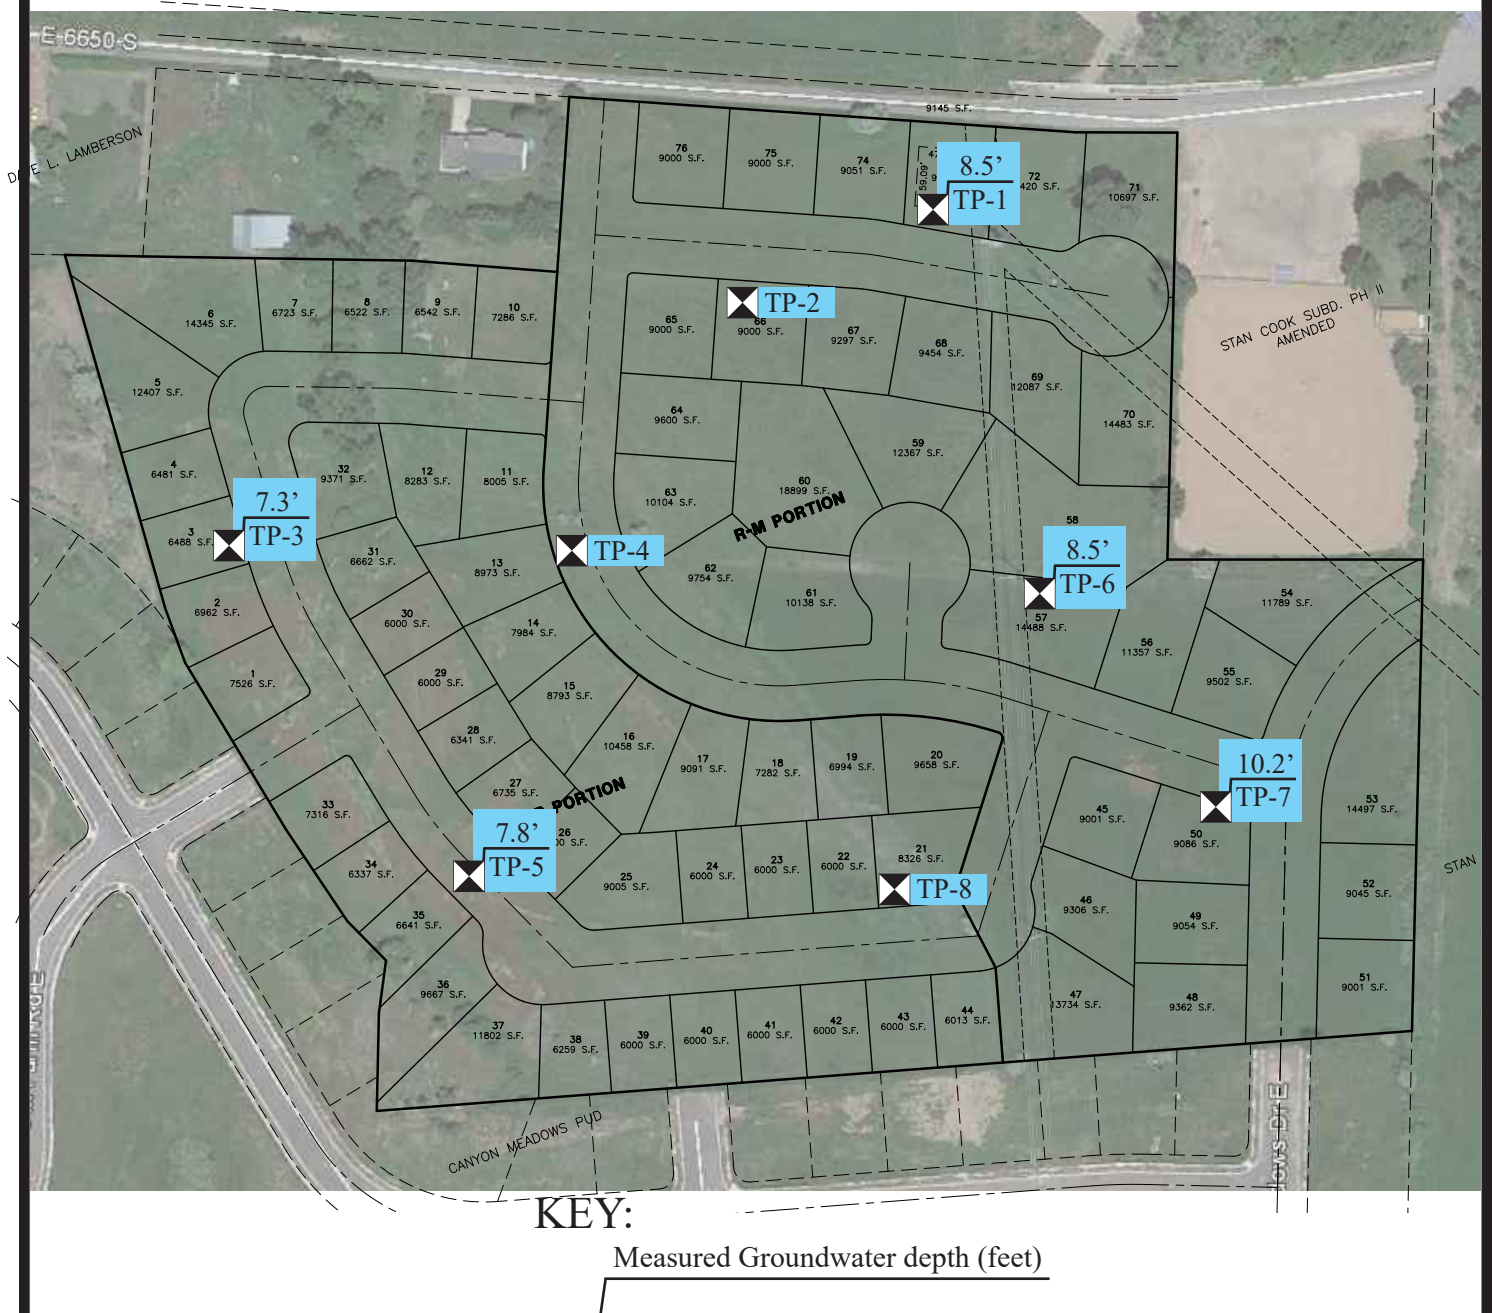 E 6650 S
DAVE L. LAMBERSON
9145 S.F.
76
9000 S.F.
75
9000 S.F.
74
9051 S.F.
59.09'
8.5’
TP-1
72
420 S.F.
71
10697 S.F.
6
14345 S.F.
7
6723 S.F.
8
6522 S.F.
9
6542 S.F.
10
7286 S.F.
65
9000 S.F.
TP-2
66
9000 S.F.
67
9297 S.F.
68
9454 S.F.
69
12087 S.F.
70
14483 S.F.
STAN COOK SUBD. PH II
AMENDED
5
12407 S.F.
4
6481 S.F.
3
6488 S.F.
7.3’
TP-3
2
6962 S.F.
1
7526 S.F.
32
9371 S.F.
12
8283 S.F.
11
8005 S.F.
64
9600 S.F.
63
10104 S.F.
60
18899 S.F.
59
12367 S.F.
R-M PORTION
58
8.5’
TP-6
57
14488 S.F.
31
6662 S.F.
13
8973 S.F.
TP-4
62
9754 S.F.
61
10138 S.F.
30
6000 S.F.
14
7984 S.F.
29
6000 S.F.
15
8793 S.F.
28
6341 S.F.
16
10458 S.F.
27
6735 S.F.
PORTION
17
9091 S.F.
18
7282 S.F.
19
6994 S.F.
20
9658 S.F.
54
11789 S.F.
56
11357 S.F.
55
9502 S.F.
10.2’
TP-7
45
9001 S.F.
50
9086 S.F.
53
14497 S.F.
33
7316 S.F.
34
6337 S.F.
35
6641 S.F.
7.8’
TP-5
26
00 S.F.
25
9005 S.F.
24
6000 S.F.
23
6000 S.F.
22
6000 S.F.
21
8326 S.F.
TP-8
46
9306 S.F.
49
9054 S.F.
52
9045 S.F.
STAN
36
9667 S.F.
37
11802 S.F.
38
6259 S.F.
39
6000 S.F.
40
6000 S.F.
41
6000 S.F.
42
6000 S.F.
43
6000 S.F.
44
6013 S.F.
47
13734 S.F.
48
9362 S.F.
51
9001 S.F.
CANYON MEADOWS PUD
ows Dr E
KEY:
Measured Groundwater depth (feet)